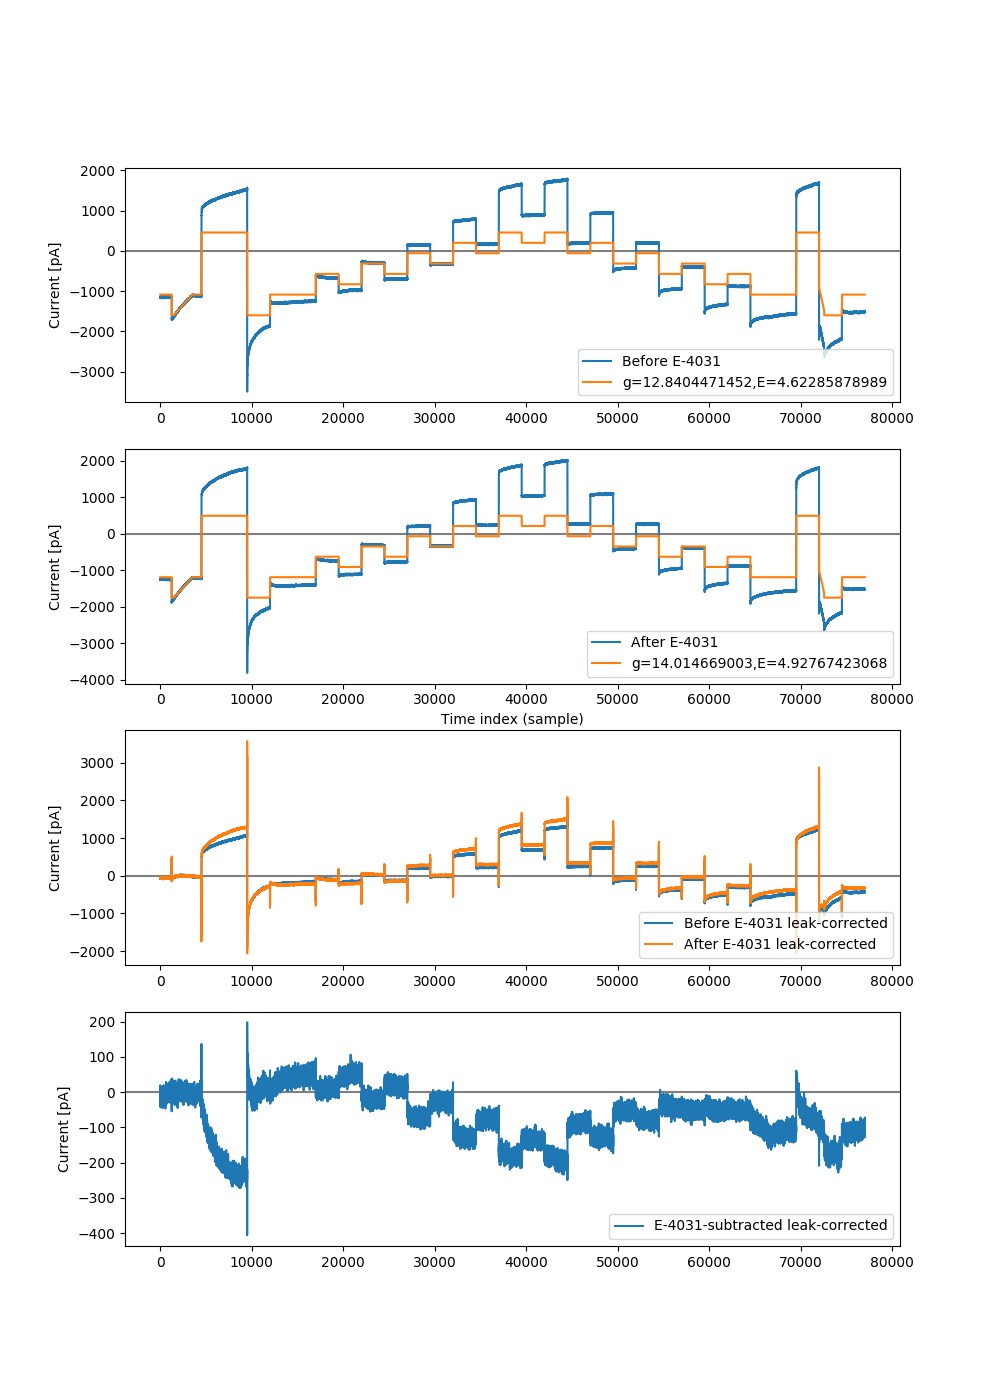 2000
1000
0
−1000
−2000
−3000
Current [pA]
Before E-4031
g=12.8404471452,E=4.62285878989
0 10000 20000 30000 40000 50000 60000 70000 80000
2000
1000
0
−1000
−2000
−3000
−4000
Current [pA]
After E-4031
g=14.014669003,E=4.92767423068
0 10000 20000 30000 40000 50000 60000 70000 80000
Time index (sample)
3000
2000
1000
0
−1000
−2000
Current [pA]
Before E-4031 leak-corrected
After E-4031 leak-corrected
0 10000 20000 30000 40000 50000 60000 70000 80000
200
100
0
−100
−200
−300
−400
Current [pA]
E-4031-subtracted leak-corrected
0 10000 20000 30000 40000 50000 60000 70000 80000